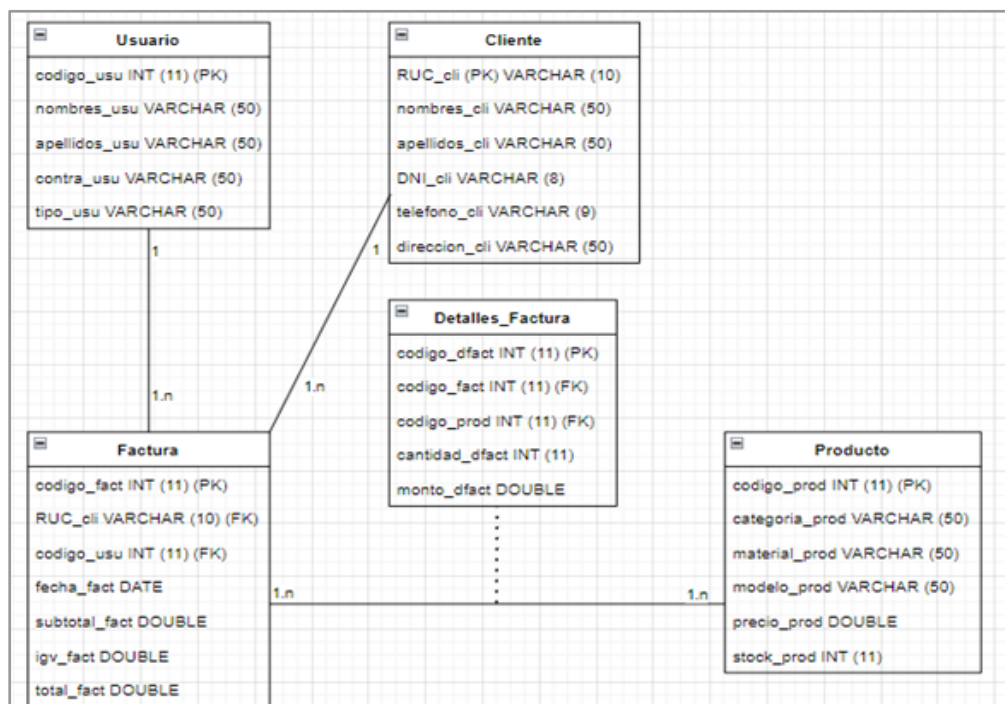 Usuario
codigo_usu INT (11) (PK)
nombres_usu VARCHAR (50)
apellidos_usu VARCHAR (50)
contra_usu VARCHAR (50)
tipo_usu VARCHAR (50)
Cliente
RUC_cli (PK) VARCHAR (10)
nombres_cli VARCHAR (50)
apellidos_cli VARCHAR (50)
DNI_cli VARCHAR (8)
telefono_cli VARCHAR (9)
direccion_cli VARCHAR (50)
1
1
1.n
1.n
Detalles_Factura
codigo_dfact INT (11) (PK)
codigo_fact INT (11) (FK)
codigo_prod INT (11) (FK)
cantidad_dfact INT (11)
monto_dfact DOUBLE
Factura
codigo_fact INT (11) (PK)
RUC_cli VARCHAR (10) (FK)
codigo_usu INT (11) (FK)
fecha_fact DATE
subtotal_fact DOUBLE
igv_fact DOUBLE
total_fact DOUBLE
1.n
1.n
Producto
codigo_prod INT (11) (PK)
categoria_prod VARCHAR (50)
material_prod VARCHAR (50)
modelo_prod VARCHAR (50)
precio_prod DOUBLE
stock_prod INT (11)